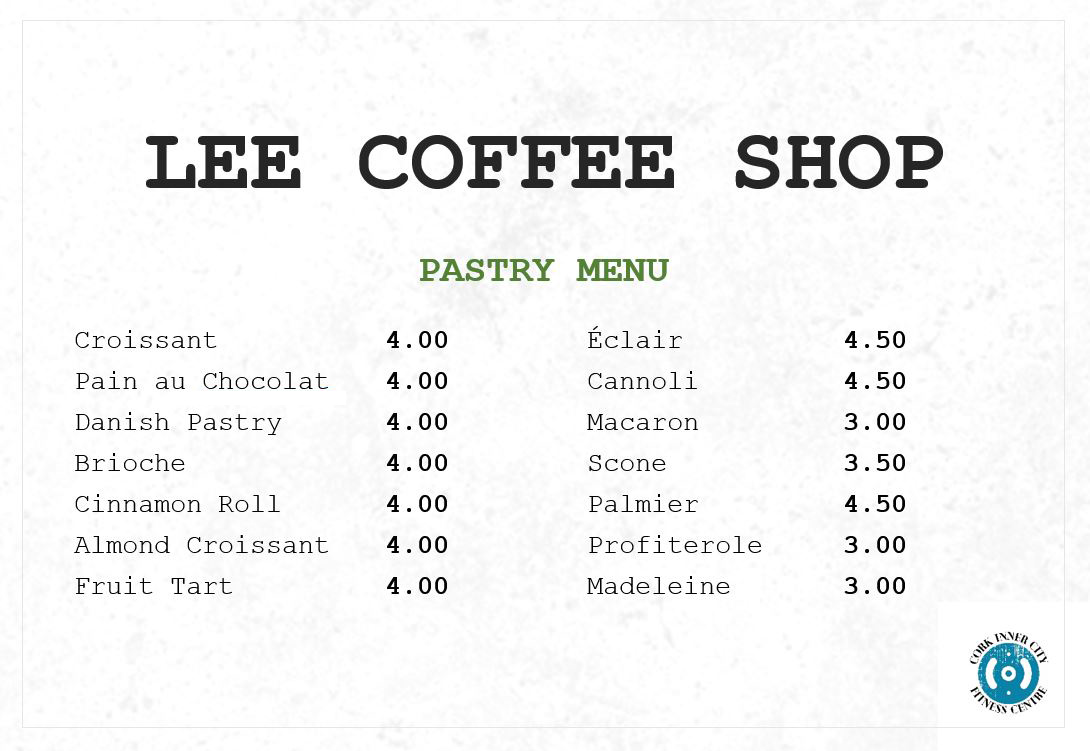 LEE COFFEE SHOP
PASTRY MENU
Croissant 4.00
Pain au Chocolat 4.00
Danish Pastry 4.00
Brioche 4.00
Cinnamon Roll 4.00
Almond Croissant 4.00
Fruit Tart 4.00
Éclair 4.50
Cannoli 4.50
Macaron 3.00
Scone 3.50
Palmier 4.50
Profiterole 3.00
Madeleine 3.00
CORK INNER CITY
FITNESS CENTRE